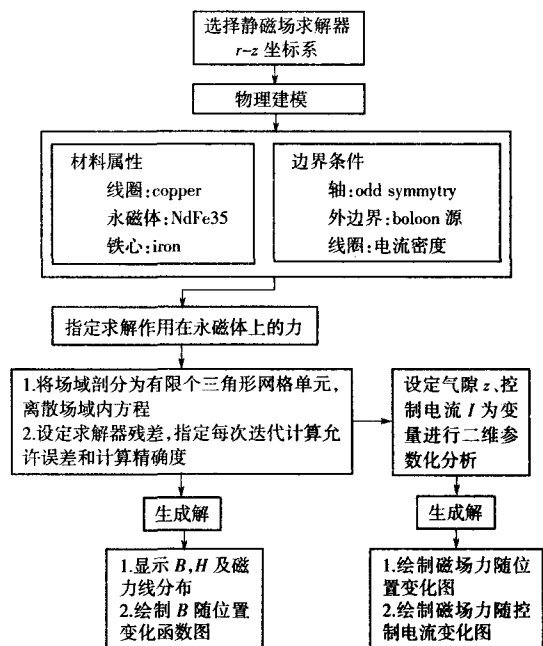 选择静磁场求解器
r-z 坐标系
物理建模
材料属性
线圈:copper
永磁体:NdFe35
铁心:iron
边界条件
轴:odd symmytry
外边界:boloon 源
线圈:电流密度
指定求解作用在永磁体上的力
1.将场域剖分为有限个三角形网格单元,
离散场域内方程
2.设定求解器残差,指定每次迭代计算允
许误差和计算精确度
设定气隙 z、控
制电流 I 为变
量进行二维参
数化分析
生成解
生成解
1.显示 B,H 及磁
力线分布
2.绘制 B 随位置
变化函数图
1.绘制磁场力随位
置变化图
2.绘制磁场力随控
制电流变化图